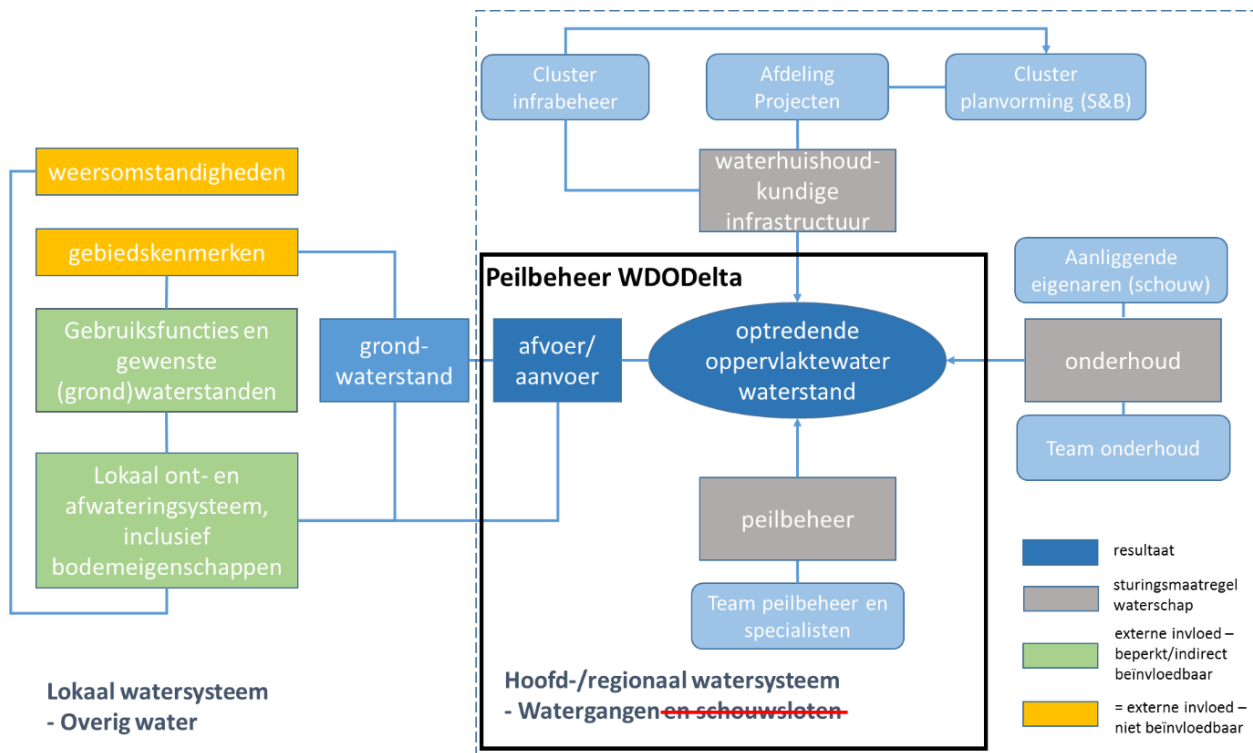 Cluster
infrabeheer
Afdeling
Projecten
Cluster
planvorming (S&B)
weersomstandigheden
waterhuishoud-
kundige
infrastructuur
gebiedskenmerken
Peilbeheer WDODelta
Aanliggende
eigenaren (schouw)
Gebruiksfuncties en
gewenste
(grond)waterstanden
grond-
waterstand
afvoer/
aanvoer
optredende
oppervlaktewater
waterstand
onderhoud
Team onderhoud
Lokaal ont- en
afwateringsysteem,
inclusief
bodemeigenschappen
peilbeheer
Team peilbeheer en
specialisten
resultaat
sturingsmaatregel
waterschap
externe invloed –
beperkt/indirect
beïnvloedbaar
= externe invloed –
niet beïnvloedbaar
Lokaal watersysteem
- Overig water
Hoofd-/regionaal watersysteem
- Watergangen en schouwsloten